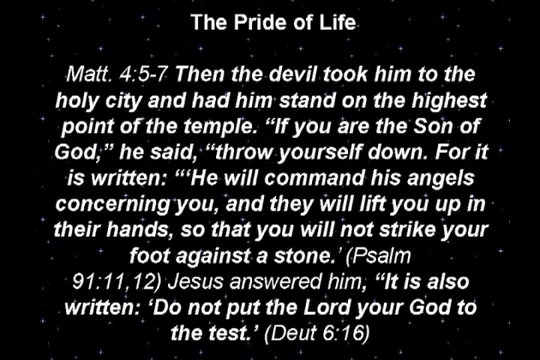 The Pride of Life
Matt. 4:5-7 Then the devil took him to the
holy city and had him stand on the highest
point of the temple. “If you are the Son of
God,” he said, “throw yourself down. For it
is written: “‘He will command his angels
concerning you, and they will lift you up in
their hands, so that you will not strike your
foot against a stone.’ (Psalm
91:11,12) Jesus answered him, “It is also
written: ‘Do not put the Lord your God to
the test.’ (Deut 6:16)